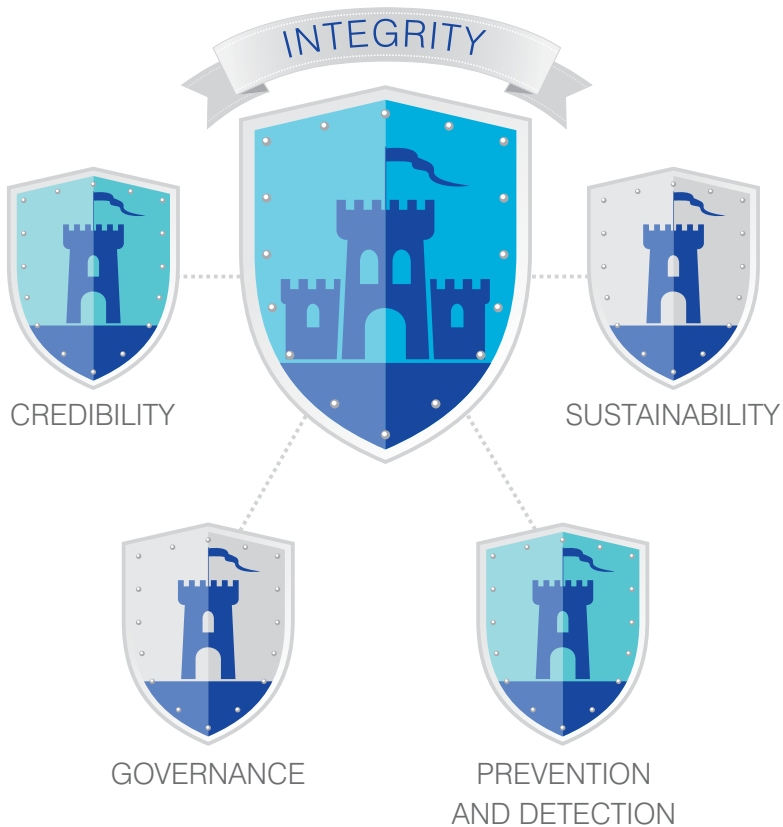 INTEGRITY
CREDIBILITY
SUSTAINABILITY
GOVERNANCE
PREVENTION
AND DETECTION